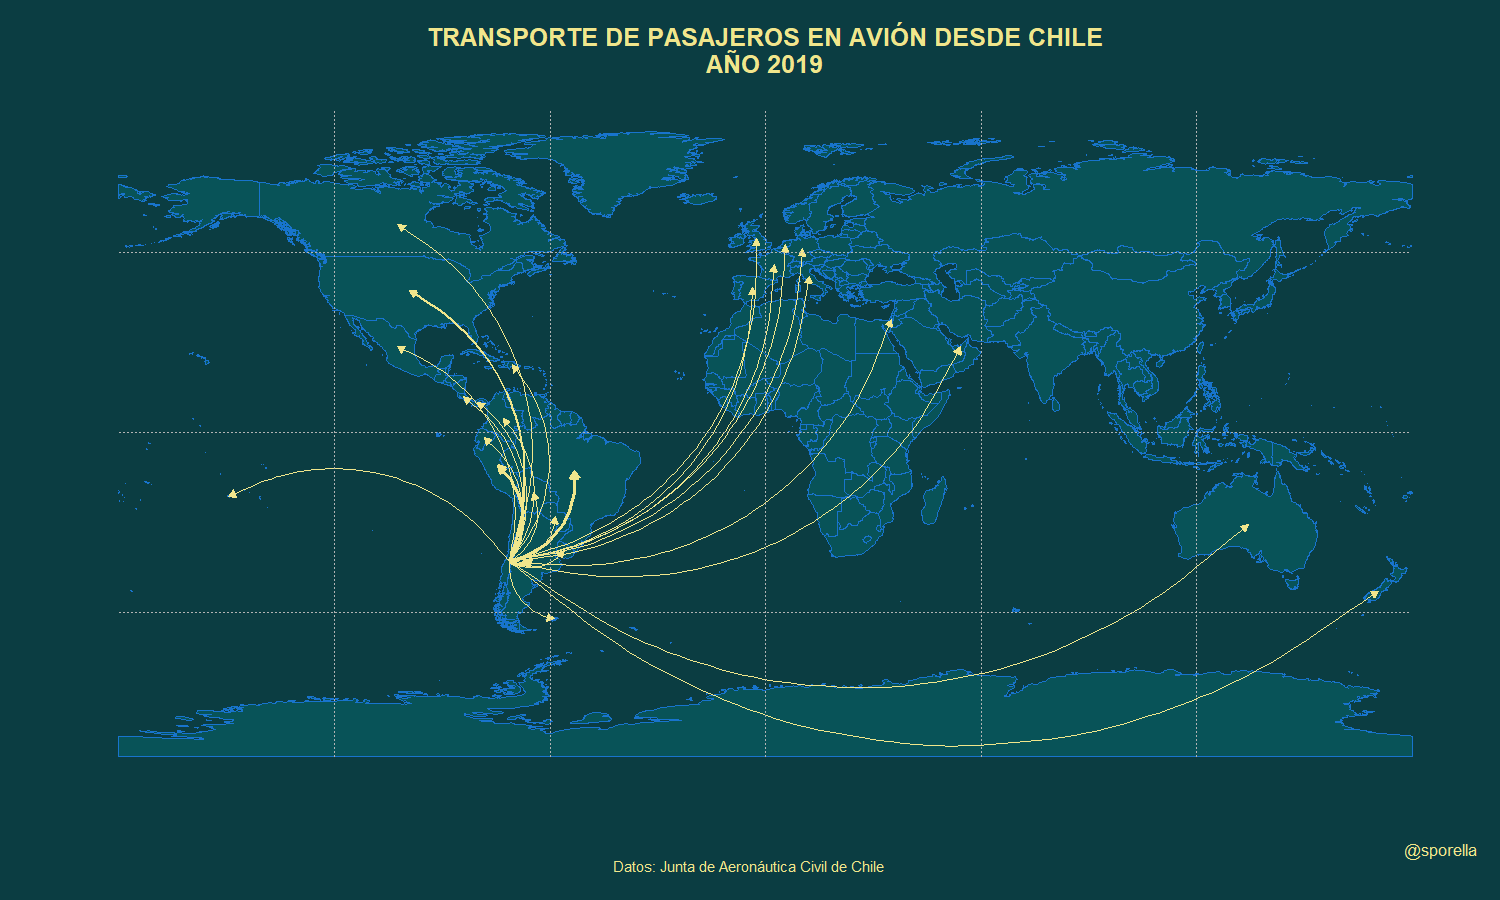 TRANSPORTE DE PASAJEROS EN AVIÓN DESDE CHILE
AÑO 2019
@sporella
Datos: Junta de Aeronáutica Civil de Chile